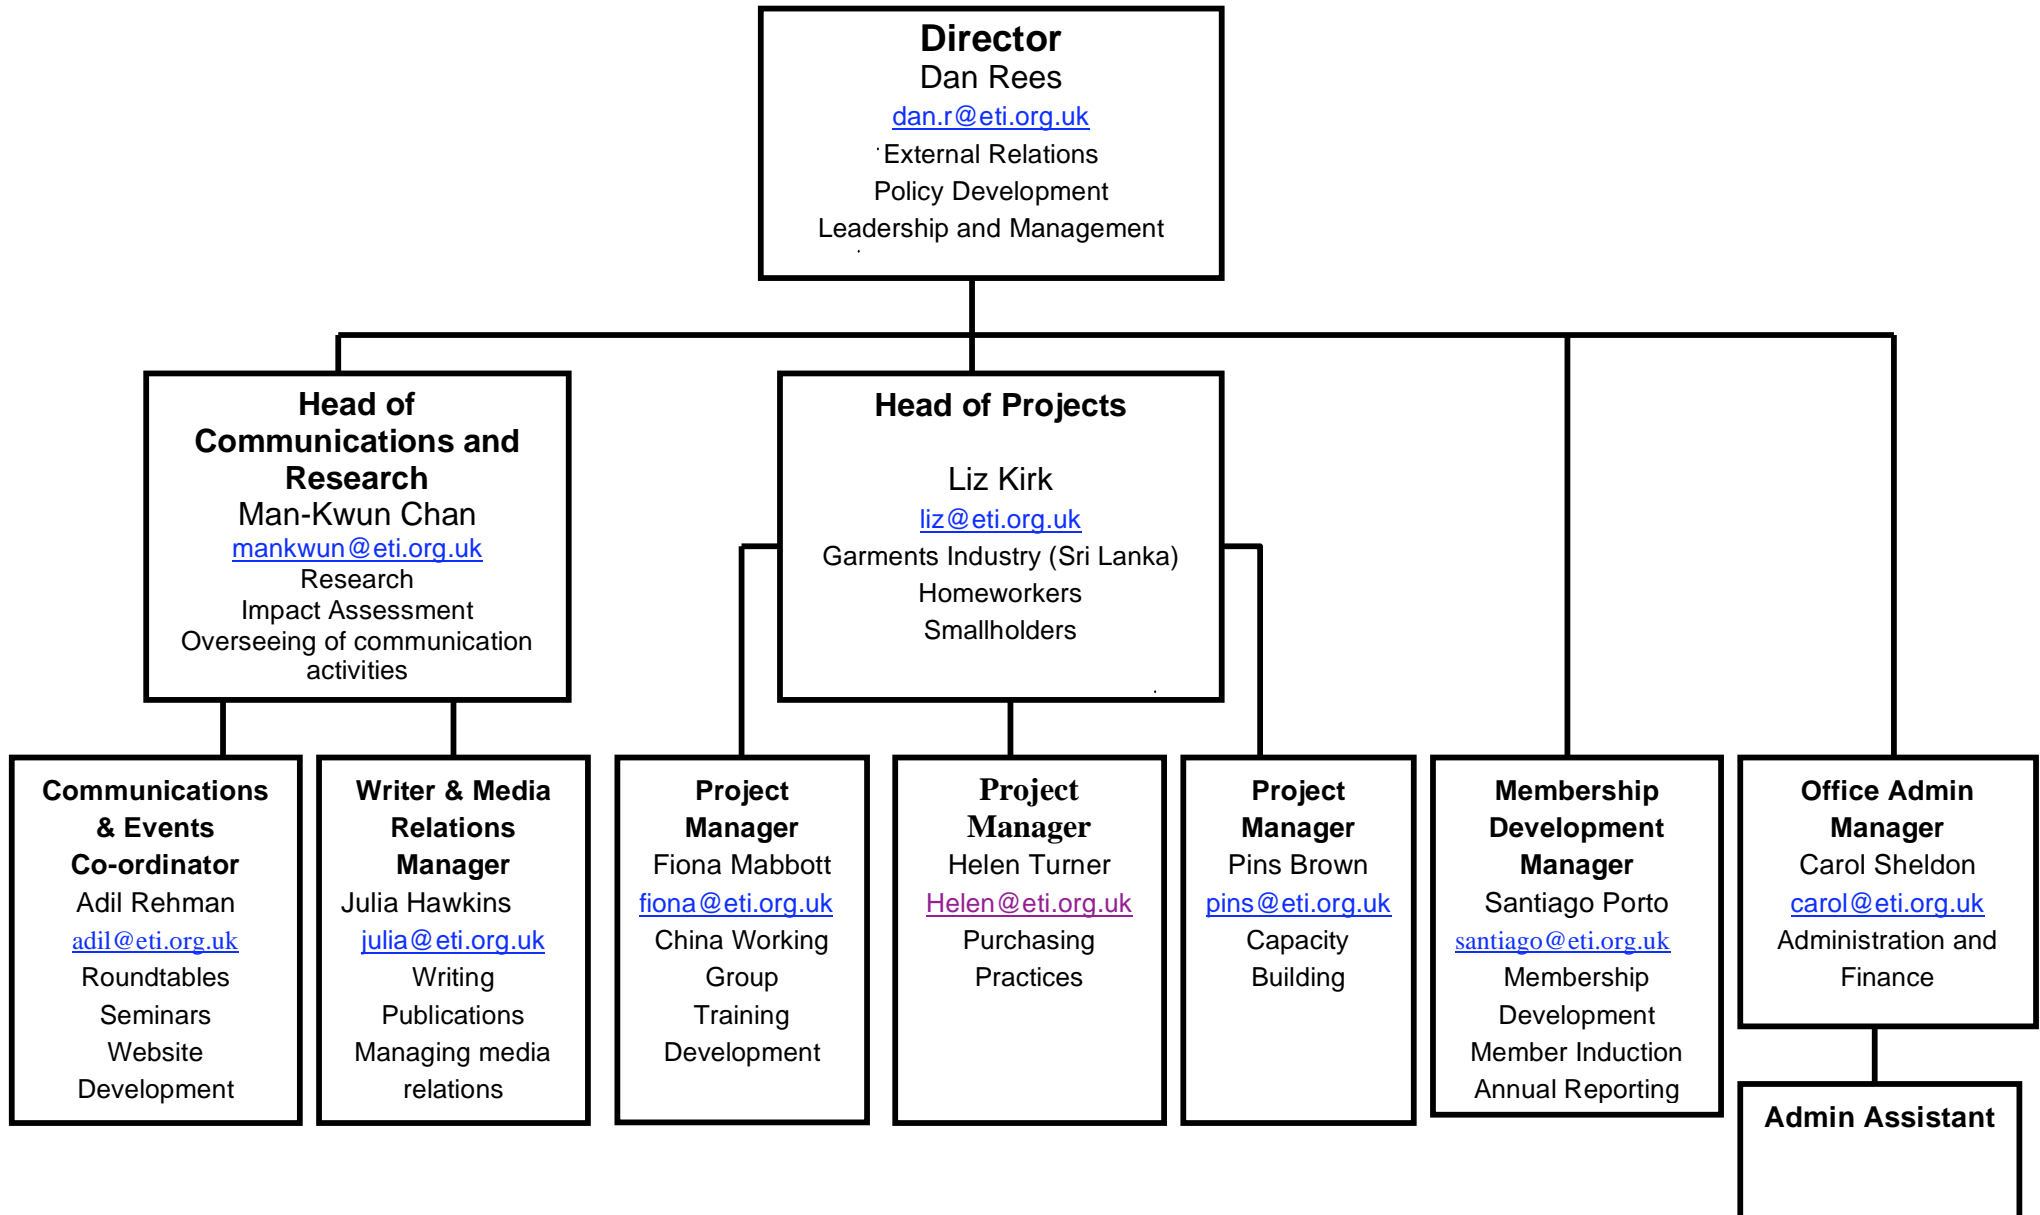 Director
Dan Rees
dan.r@eti.org.uk
External Relations
Policy Development
Leadership and Management
Head of
Communications and
Research
Man-Kwun Chan
mankwun@eti.org.uk
Research
Impact Assessment
Overseeing of communication
activities
Head of Projects
Liz Kirk
liz@eti.org.uk
Garments Industry (Sri Lanka)
Homeworkers
Smallholders
Communications
& Events
Co-ordinator
Adil Rehman
adil@eti.org.uk
Roundtables
Seminars
Website
Development
Writer & Media
Relations
Manager
Julia Hawkins
julia@eti.org.uk
Writing
Publications
Managing media
relations
Project
Manager
Fiona Mabbott
fiona@eti.org.uk
China Working
Group
Training
Development
Project
Manager
Helen Turner
Helen@eti.org.uk
Purchasing
Practices
Project
Manager
Pins Brown
pins@eti.org.uk
Capacity
Building
Membership
Development
Manager
Santiago Porto
santiago@eti.org.uk
Membership
Development
Member Induction
Annual Reporting
Office Admin
Manager
Carol Sheldon
carol@eti.org.uk
Administration and
Finance
Admin Assistant